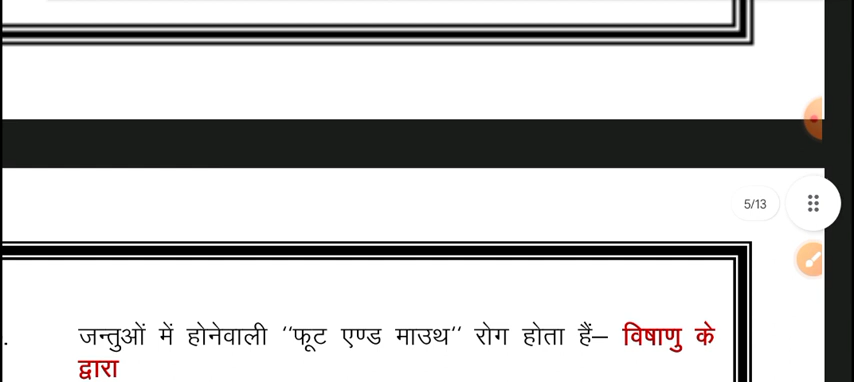 5/13
. जन्तुओं में होनेवाली ‘‘फूट एण्ड माउथ‘‘ रोग होता हैं– विषाणु के
द्वारा